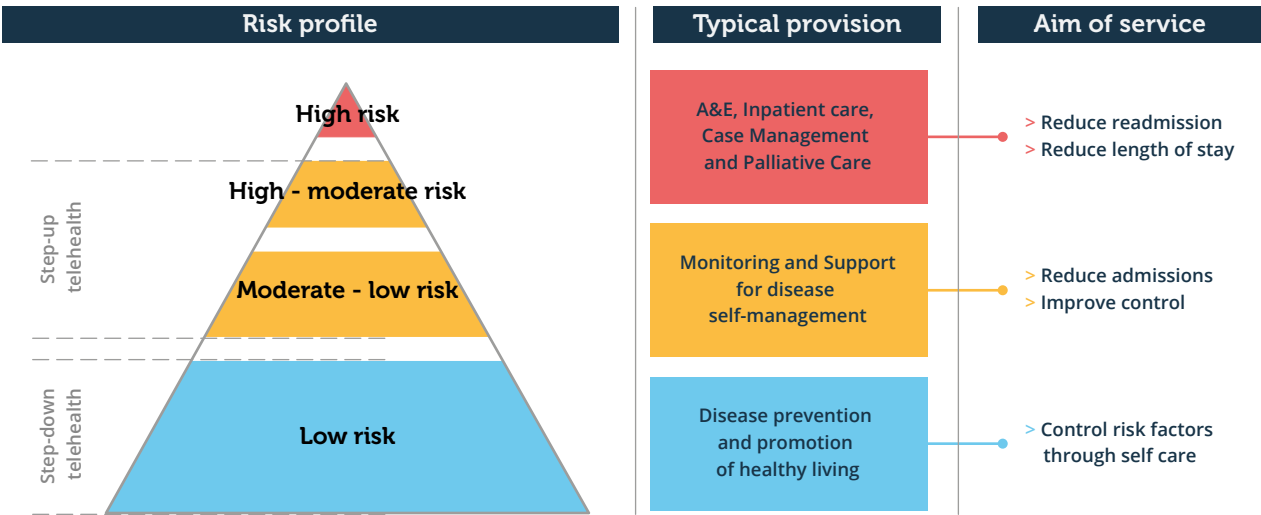 Risk profile
Typical provision
Aim of service
High risk
High - moderate risk
Moderate - low risk
Low risk
Step-up
telehealth
Step-down
telehealth
A&E, Inpatient care,
Case Management
and Palliative Care
Monitoring and Support
for disease
self-management
Disease prevention
and promotion
of healthy living
> Reduce readmission
> Reduce length of stay
> Reduce admissions
> Improve control
> Control risk factors
through self care